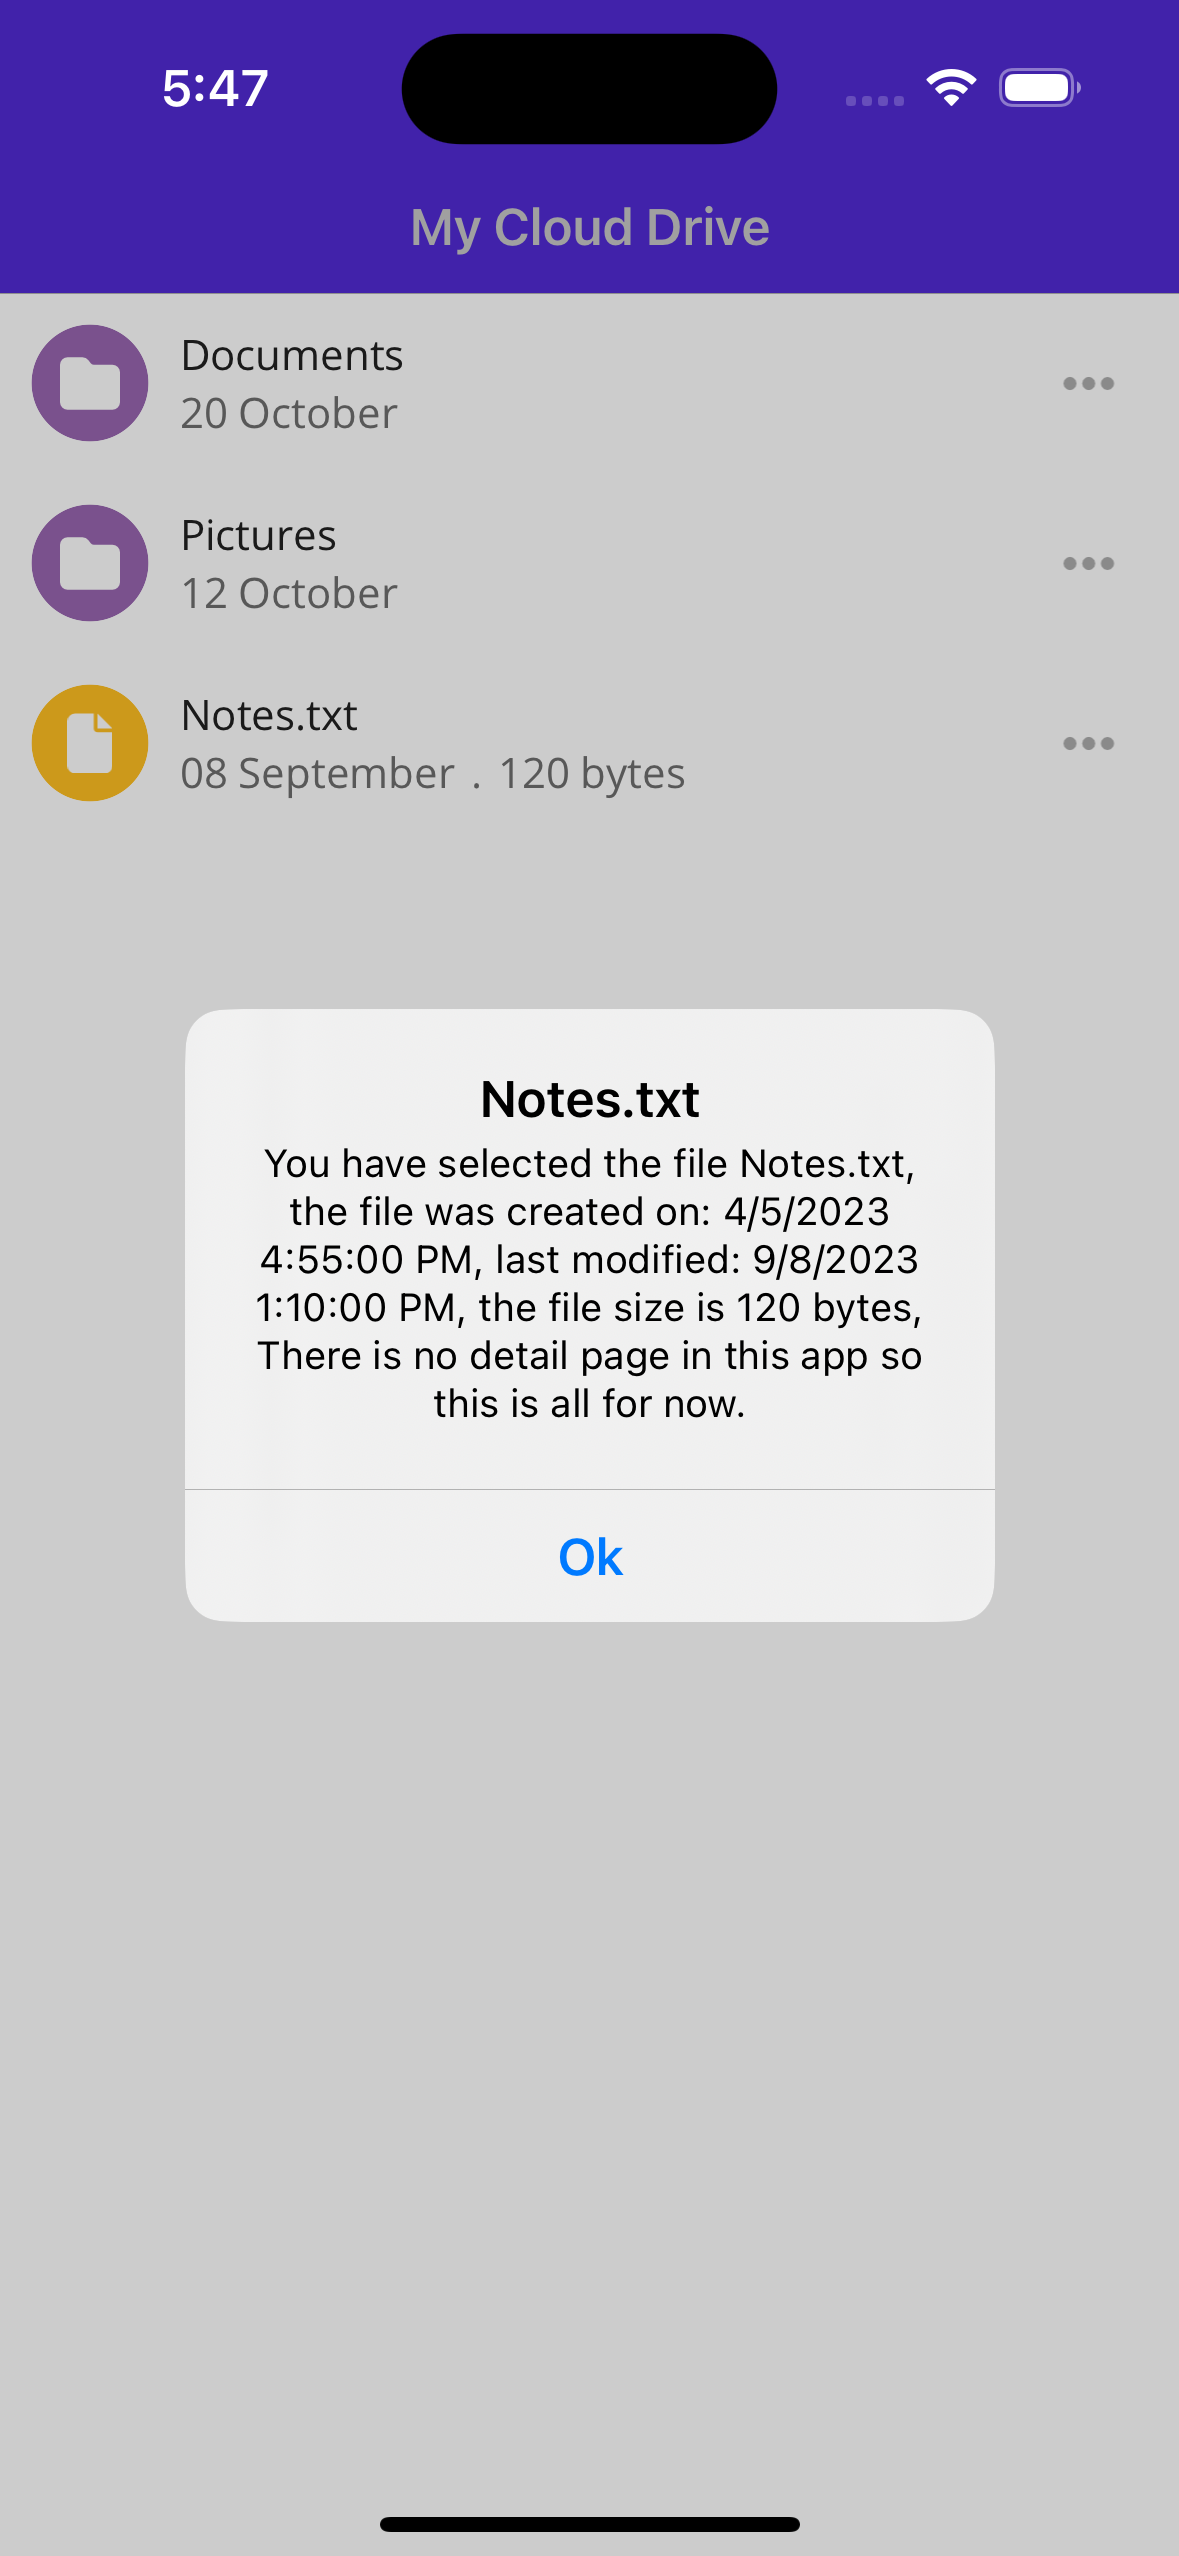 5:47
My Cloud Drive
Documents
20 October
Pictures
12 October
Notes.txt
08 September . 120 bytes
Notes.txt
You have selected the file Notes.txt,
the file was created on: 4/5/2023
4:55:00 PM, last modified: 9/8/2023
1:10:00 PM, the file size is 120 bytes,
There is no detail page in this app so
this is all for now.
Ok